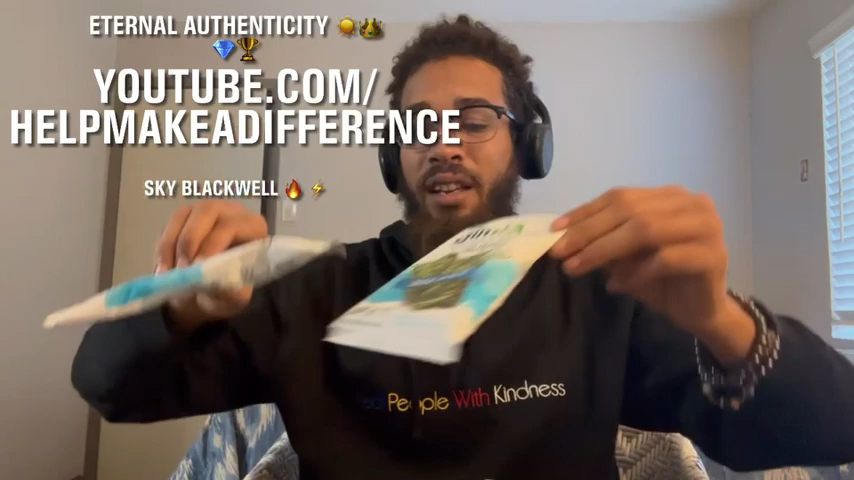 ETERNAL AUTHENTICITY ☀️👑
💎🏆
YOUTUBE.COM/
HELPMAKEADIFFERENCE
SKY BLACKWELL 🔥⚡
People With Kindness